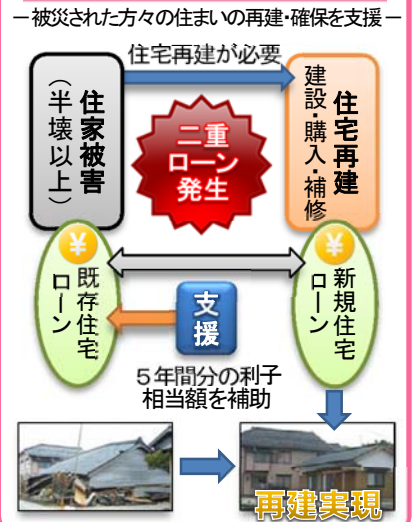 －被災された方々の住まいの再建･確保を支援－
住宅再建が必要
住家被害
（半壊以上）
二重
ローン
発生
住宅再建
建設･購入･補修
¥
既存住宅
ローン
支援
¥
新規住宅
ローン
５年間分の利子
相当額を補助
再建実現